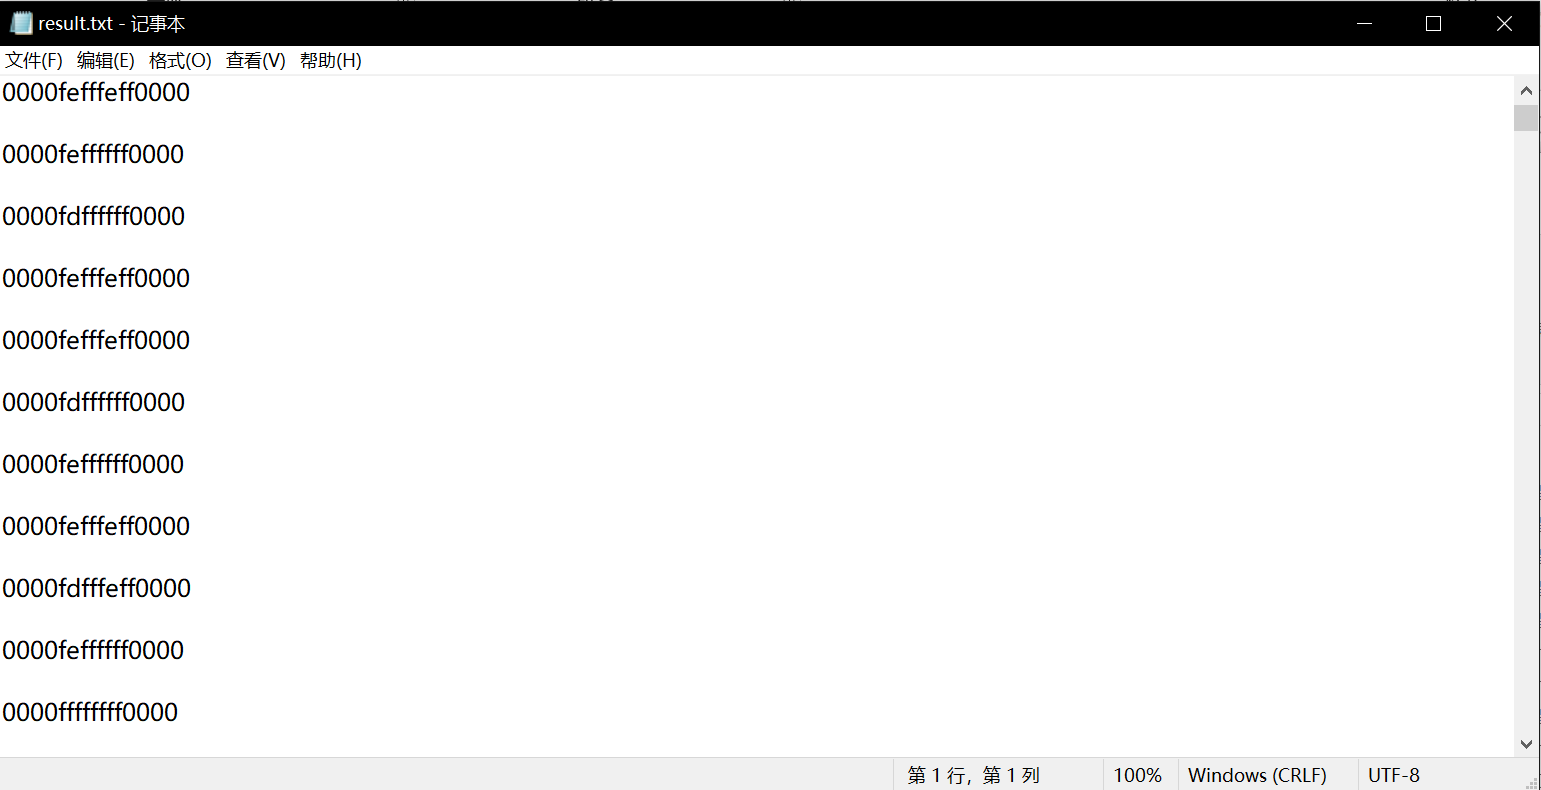 result.txt - 记事本
文件(F) 编辑(E) 格式(O) 查看(V) 帮助(H)
0000fefffeff0000
0000feffffff0000
0000fdffffff0000
0000fefffeff0000
0000fefffeff0000
0000fdffffff0000
0000feffffff0000
0000fefffeff0000
0000fdfffeff0000
0000feffffff0000
0000ffffffff0000
第 1 行，第 1 列 100% Windows (CRLF) UTF-8